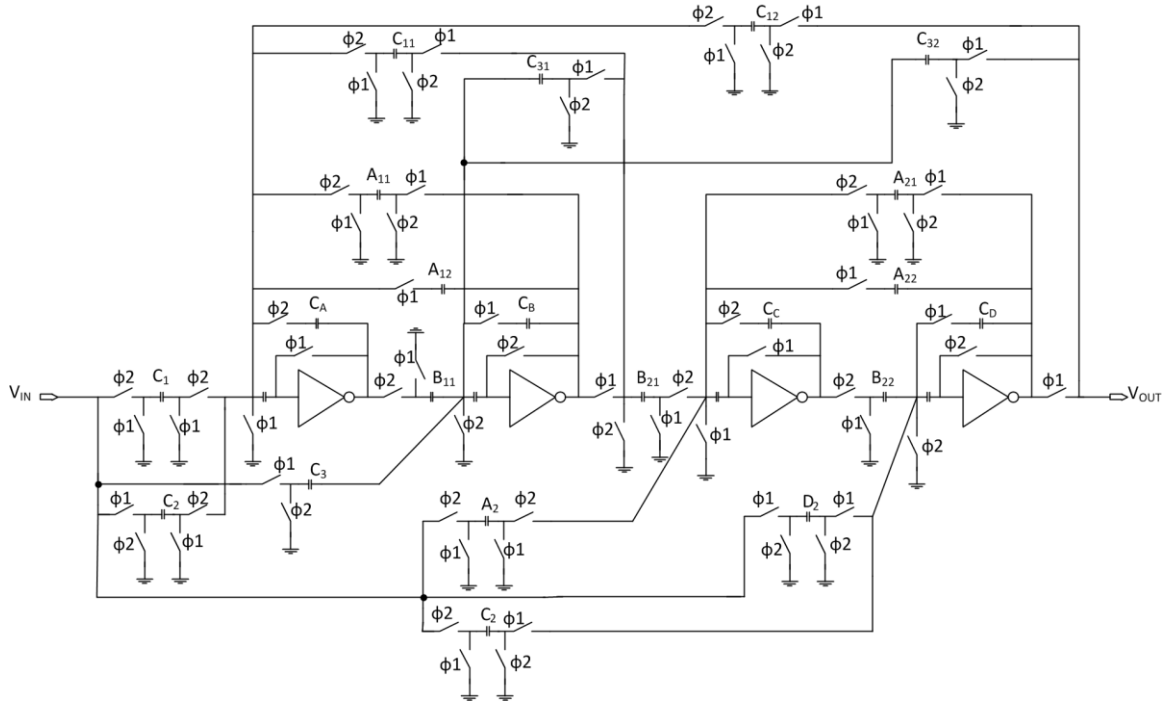 ϕ2 C12 ϕ1
ϕ2 C11 ϕ1 ϕ1 ϕ2 C32 ϕ1
ϕ1 ϕ2 C31 ϕ1 ϕ2 ϕ2
ϕ2 A11 ϕ1 ϕ2 A21 ϕ1
ϕ1 ϕ2 ϕ1 ϕ2
ϕ1 A12 ϕ1 A22
ϕ2 CA ϕ1 CB ϕ2 CC ϕ1 CD
ϕ1 ϕ1 ϕ2 ϕ1 ϕ2
VIN ϕ2 C1 ϕ2 ϕ2 B11 ϕ1 B21 ϕ2 ϕ2 B22 ϕ1 VOUT
ϕ1 ϕ1 ϕ1 ϕ2 ϕ2 ϕ1 ϕ1 ϕ1 ϕ2
ϕ1 C3
ϕ1 C2 ϕ2 ϕ2 ϕ2 A2 ϕ2 ϕ1 D2 ϕ1
ϕ2 ϕ1 ϕ1 ϕ1 ϕ2 ϕ2
ϕ2 C2 ϕ1
ϕ1 ϕ2